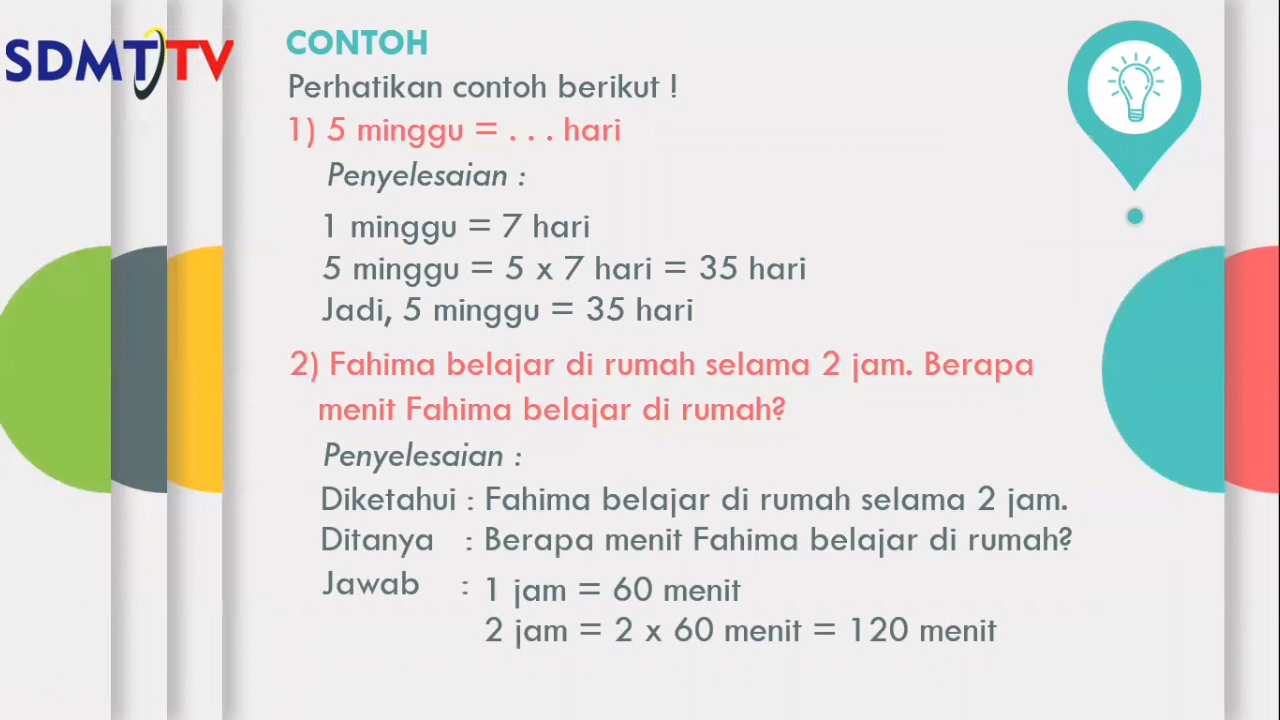 SDMT TV
CONTOH
Perhatikan contoh berikut !
1) 5 minggu = . . . hari
Penyelesaian :
1 minggu = 7 hari
5 minggu = 5 x 7 hari = 35 hari
Jadi, 5 minggu = 35 hari
2) Fahima belajar di rumah selama 2 jam. Berapa
menit Fahima belajar di rumah?
Penyelesaian :
Diketahui : Fahima belajar di rumah selama 2 jam.
Ditanya : Berapa menit Fahima belajar di rumah?
Jawab : 1 jam = 60 menit
2 jam = 2 x 60 menit = 120 menit